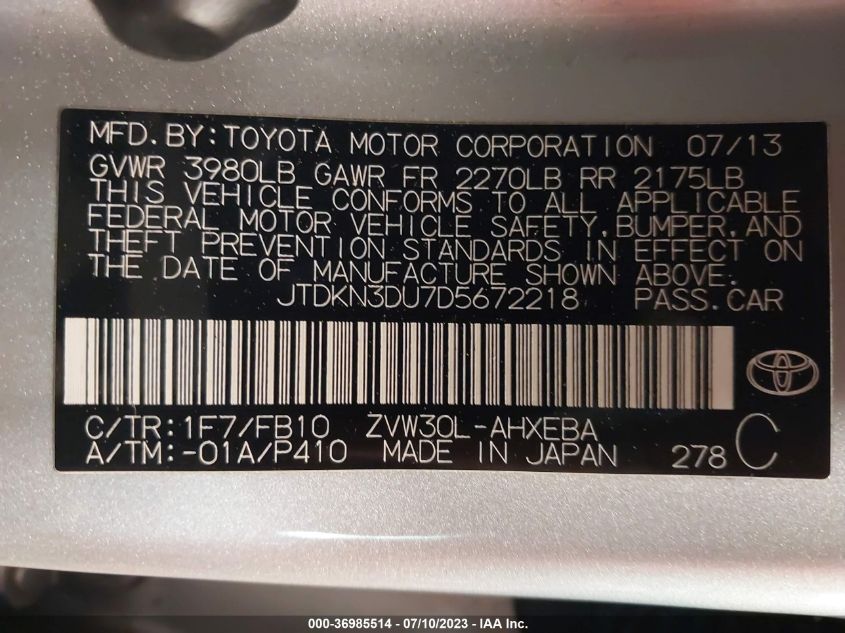 MFD.BY:TOYOTA MOTOR CORPORATION 07/13
GVWR 3980LB GAWR FR 2270LB RR 2175LB
THIS VEHICLE CONFORMS TO ALL APPLICABLE
FEDERAL MOTOR VEHICLE SAFETY,BUMPER,AND
THEFT PREVENTION STANDARDS IN EFFECT ON
THE DATE OF MANUFACTURE SHOWN ABOVE.
JTDKN3DU7D5672218 PASS.CAR
C/TR:1F7/FB10 ZVW30L-AHXEBA
A/TM:-01A/P410 MADE IN JAPAN 278 C
000-36985514 - 07/10/2023 - IAA Inc.